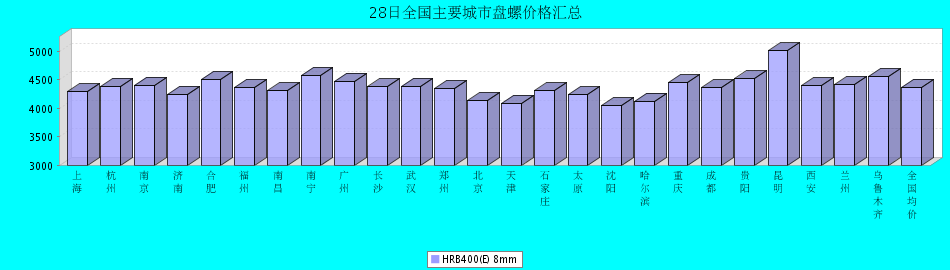 28日全国主要城市盘螺价格汇总
5000
4500
4000
3500
3000
上海
杭州
南京
济南
合肥
福州
南昌
南宁
广州
长沙
武汉
郑州
北京
天津
石家庄
太原
沈阳
哈尔滨
重庆
成都
贵阳
昆明
西安
兰州
乌鲁木齐
全国均价
HRB400(E) 8mm